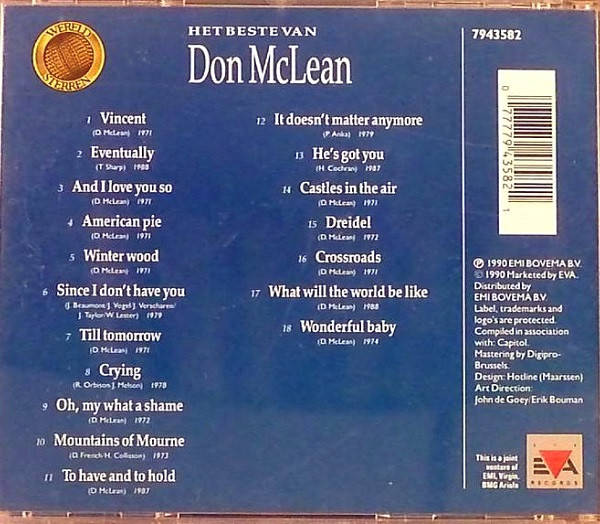 WERELD
STERREN
HET BESTE VAN
Don McLean
7943582
1 Vincent
(D. McLean) 1971
2 Eventually
(T Sharp) 1988
3 And I love you so
(D. McLean) 1971
4 American pie
(D. McLean) 1971
5 Winter wood
(D. McLean) 1971
6 Since I don't have you
(J. Beaumont/J. Vogel/J. Verscharen/
J. Taylor/W. Lester) 1979
7 Till tomorrow
(D. McLean) 1971
8 Crying
(R. Orbison J. Melson) 1978
9 Oh, my what a shame
(D. McLean) 1972
10 Mountains of Mourne
(D. French/H. Collisson) 1973
11 To have and to hold
(D. McLean) 1987
12 It doesn't matter anymore
(P. Anka) 1979
13 He's got you
(H. Cochran) 1987
14 Castles in the air
(D. McLean) 1971
15 Dreidel
(D. McLean) 1972
16 Crossroads
(D. McLean) 1971
17 What will the world be like
(D. McLean) 1988
18 Wonderful baby
(D. McLean) 1974
0 77779 43582 1
℗ 1990 EMI BOVEMA B.V.
© 1990 Marketed by EVA.
Distributed by
EMI BOVEMA B.V.
Label, trademarks and
logo's are protected.
Compiled in association
with: Capitol.
Mastering by Digipro-
Brussels.
Design: Hotline (Maarssen)
Art Direction:
John de Goey/Erik Bouman
This is a joint
venture of
EMI, Virgin,
BMG Ariola
THE
EVA
RECORDS